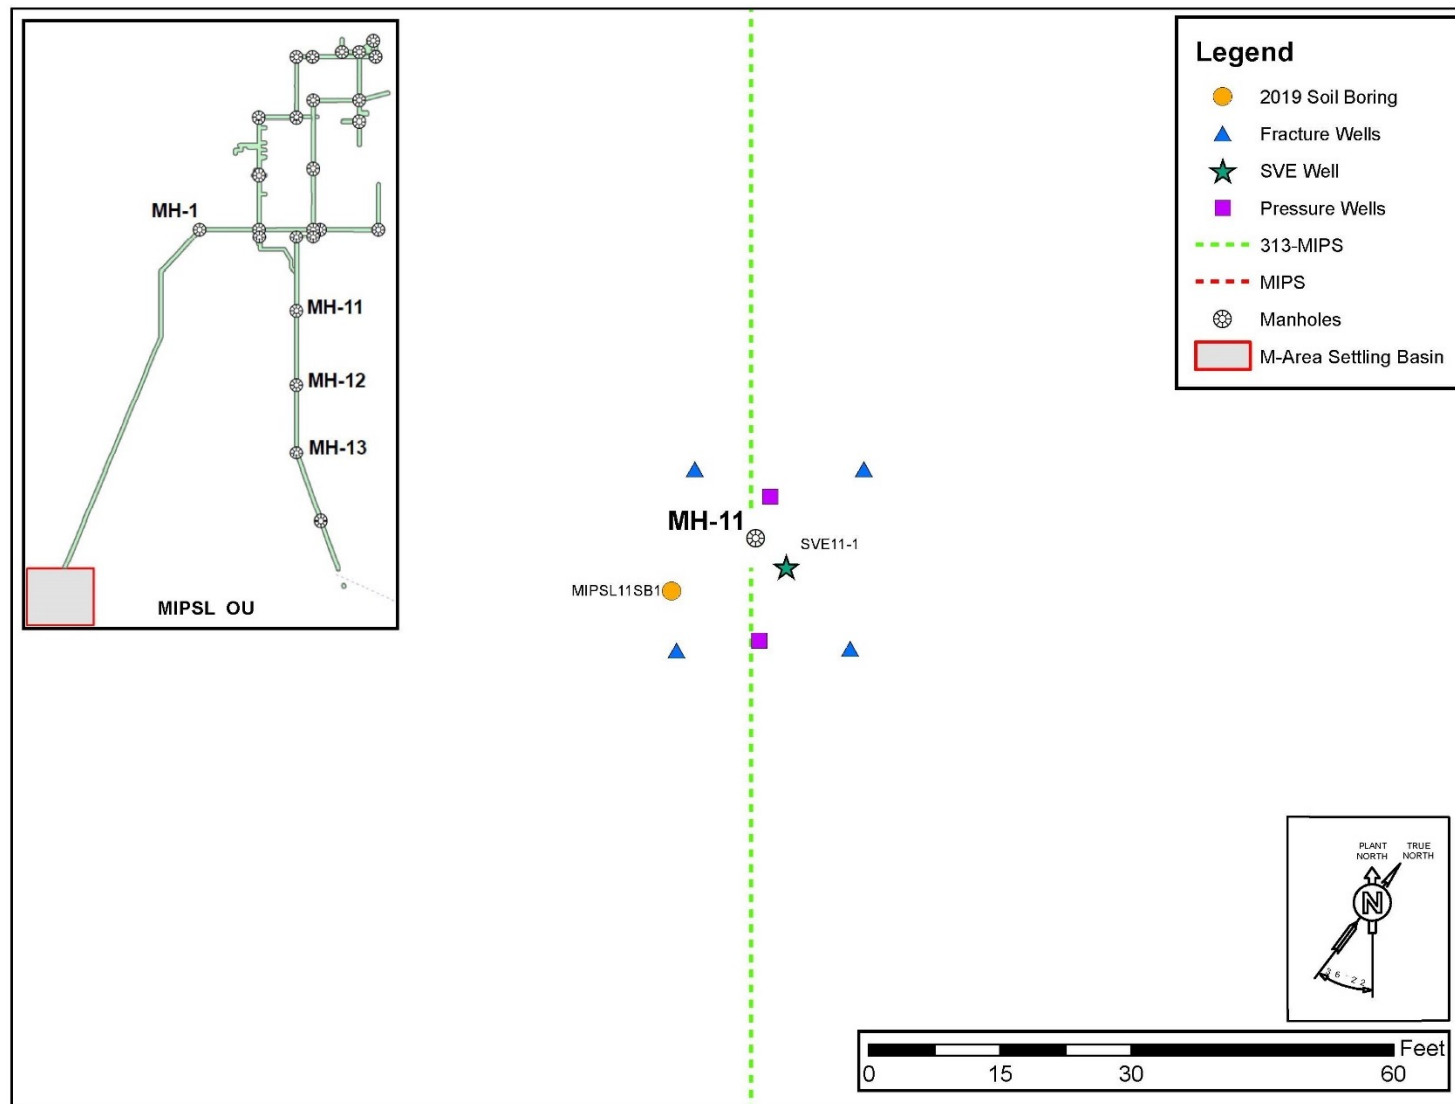 MH-1
MH-11
MH-12
MH-13
MIPSL OU
Legend
2019 Soil Boring
Fracture Wells
SVE Well
Pressure Wells
313-MIPS
MIPS
Manholes
M-Area Settling Basin
MH-11
SVE11-1
MIPSL11SB1
PLANT NORTH
TRUE NORTH
N
36°22'
Feet
0 15 30 60